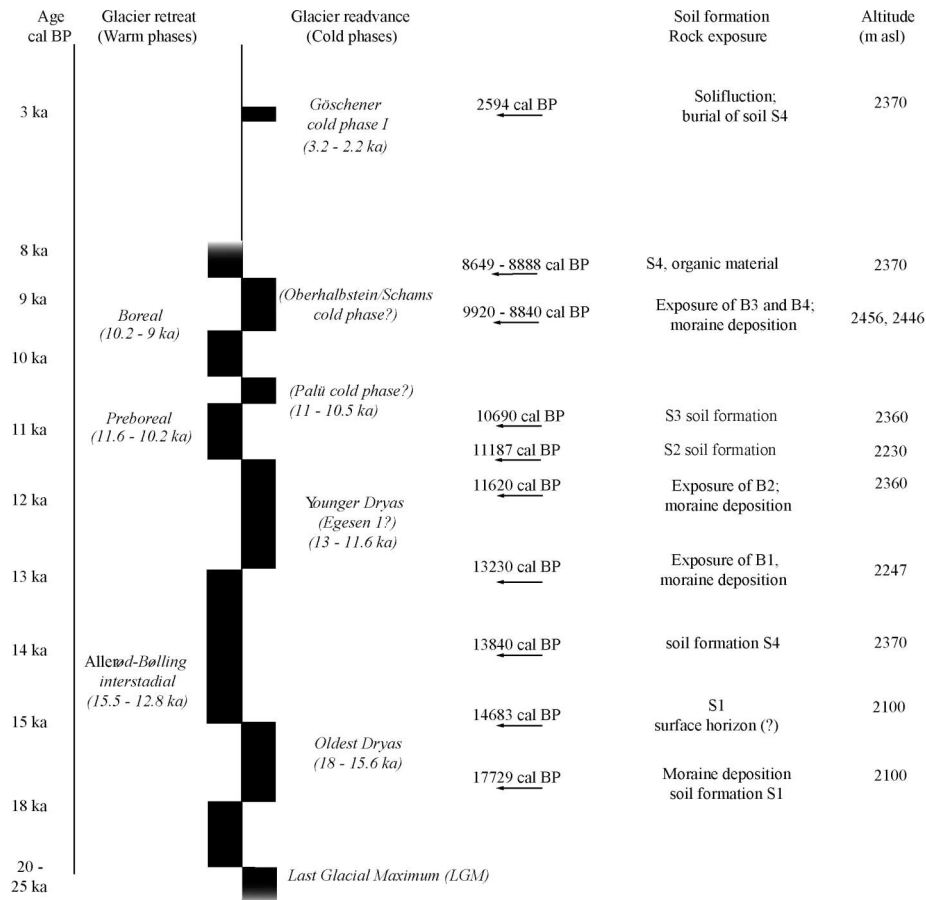 Age
cal BP
Glacier retreat
(Warm phases)
Glacier readvance
(Cold phases)
Soil formation
Rock exposure
Altitude
(m asl)
3 ka
Göschener
cold phase I
(3.2 - 2.2 ka)
2594 cal BP
Solifluction;
burial of soil S4
2370
8 ka
8649 - 8888 cal BP
S4, organic material
2370
9 ka
Boreal
(10.2 - 9 ka)
(Oberhalbstein/Schams
cold phase?)
9920 - 8840 cal BP
Exposure of B3 and B4;
moraine deposition
2456, 2446
10 ka
(Palü cold phase?)
(11 - 10.5 ka)
Preboreal
(11.6 - 10.2 ka)
11 ka
10690 cal BP
S3 soil formation
2360
11187 cal BP
S2 soil formation
2230
12 ka
Younger Dryas
(Egesen 1?)
(13 - 11.6 ka)
11620 cal BP
Exposure of B2;
moraine deposition
2360
13 ka
13230 cal BP
Exposure of B1,
moraine deposition
2247
14 ka
Allerød-Bølling
interstadial
(15.5 - 12.8 ka)
13840 cal BP
soil formation S4
2370
15 ka
14683 cal BP
S1
surface horizon (?)
2100
Oldest Dryas
(18 - 15.6 ka)
17729 cal BP
Moraine deposition
soil formation S1
2100
18 ka
20 -
25 ka
Last Glacial Maximum (LGM)